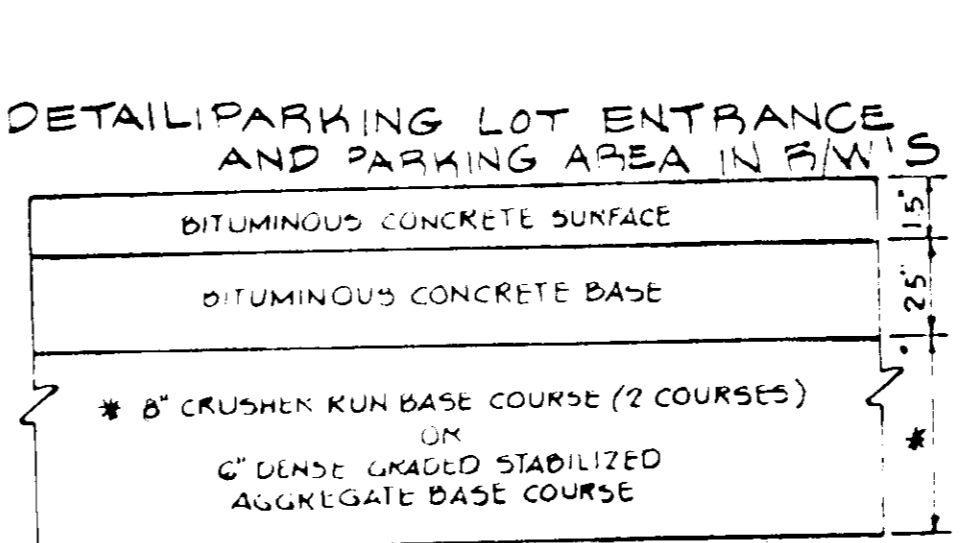 DETAIL: PARKING LOT ENTRANCE
AND PARKING AREA IN R/W'S
BITUMINOUS CONCRETE SURFACE
1.5"
BITUMINOUS CONCRETE BASE
2.5"
* 8" CRUSHER RUN BASE COURSE (2 COURSES)
OR
6" DENSE GRADED STABILIZED
AGGREGATE BASE COURSE
*